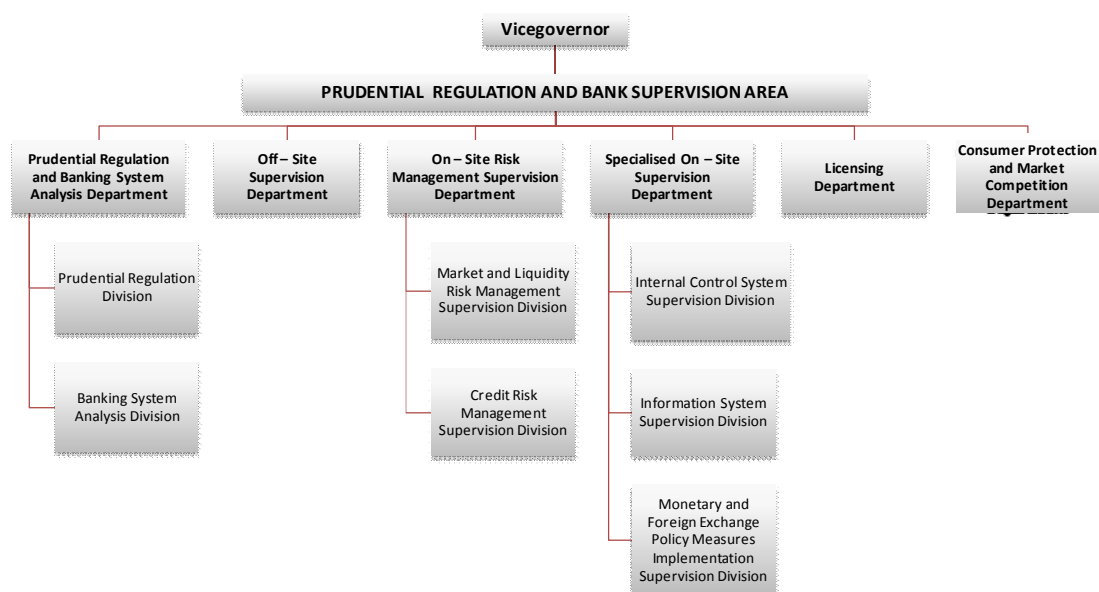 Vicegovernor
PRUDENTIAL REGULATION AND BANK SUPERVISION AREA
Prudential Regulation
and Banking System
Analysis Department
Off – Site
Supervision
Department
On – Site Risk
Management Supervision
Department
Specialised On – Site
Supervision
Department
Licensing
Department
Consumer Protection
and Market
Competition
Department
Prudential Regulation
Division
Banking System
Analysis Division
Market and Liquidity
Risk Management
Supervision Division
Credit Risk
Management
Supervision Division
Internal Control System
Supervision Division
Information System
Supervision Division
Monetary and
Foreign Exchange
Policy Measures
Implementation
Supervision Division